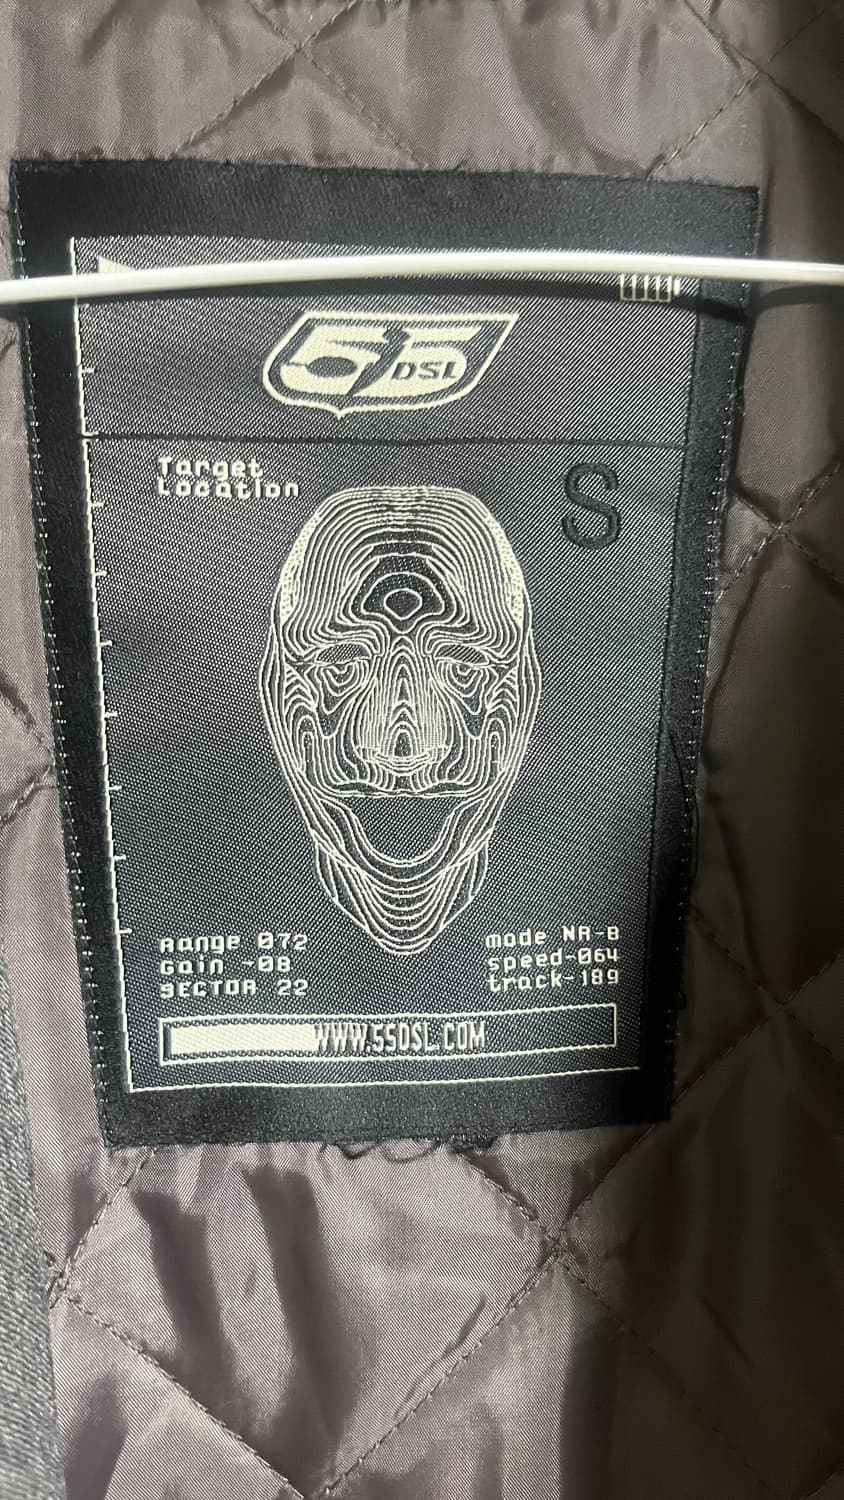 55 DSL
Target
Location
S
Range 072
Gain -08
SECTOR 22
mode NR-B
speed-064
track-189
WWW.55DSL.COM